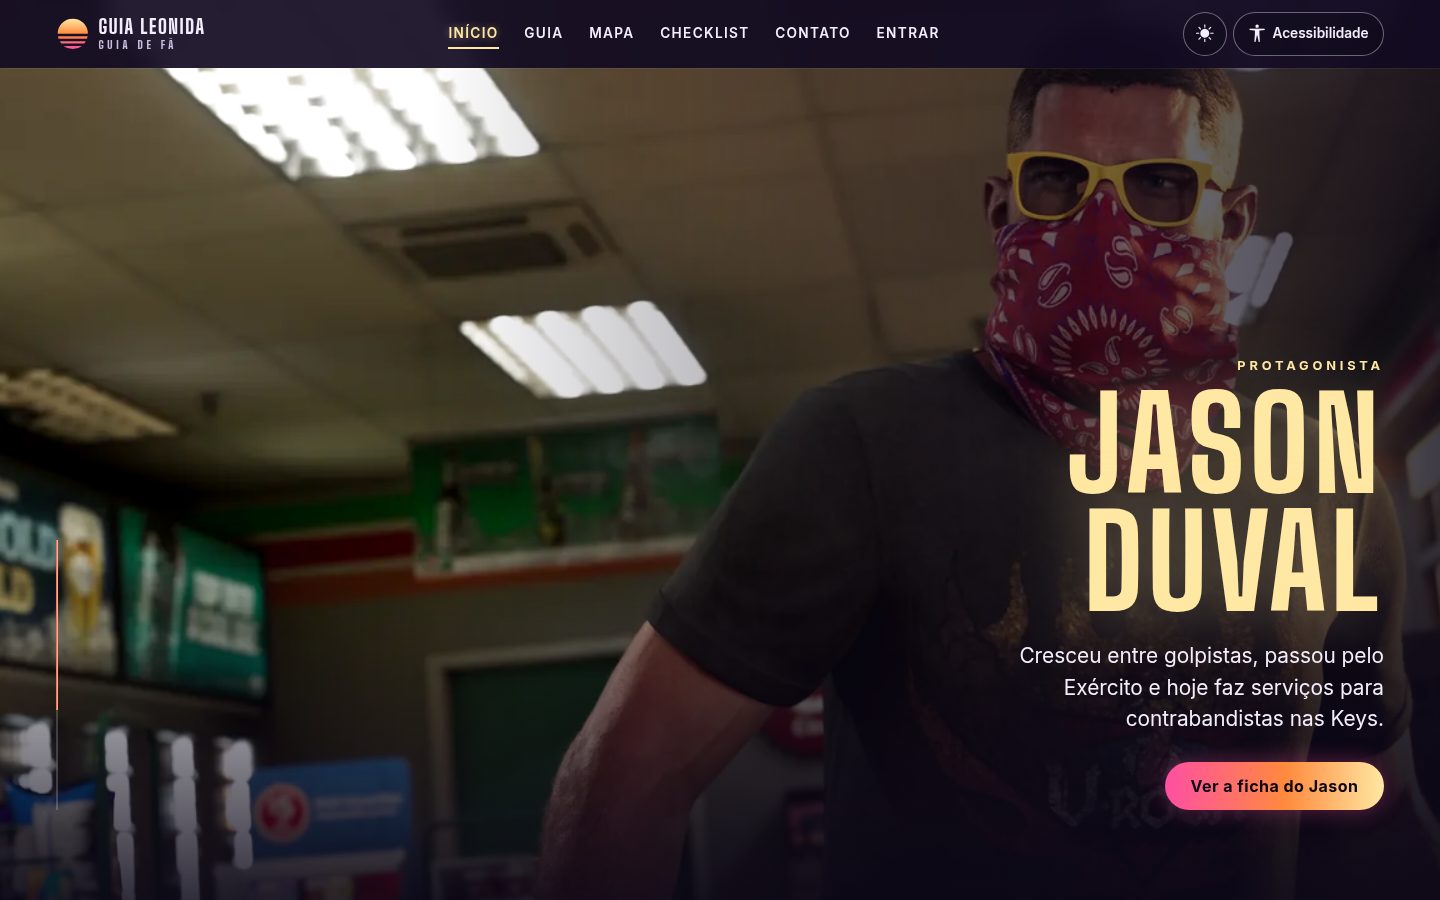 GUIA LEONIDA
GUIA DE FÃ
INÍCIO
GUIA
MAPA
CHECKLIST
CONTATO
ENTRAR
Acessibilidade
PROTAGONISTA
JASON
DUVAL
Cresceu entre golpistas, passou pelo
Exército e hoje faz serviços para
contrabandistas nas Keys.
Ver a ficha do Jason